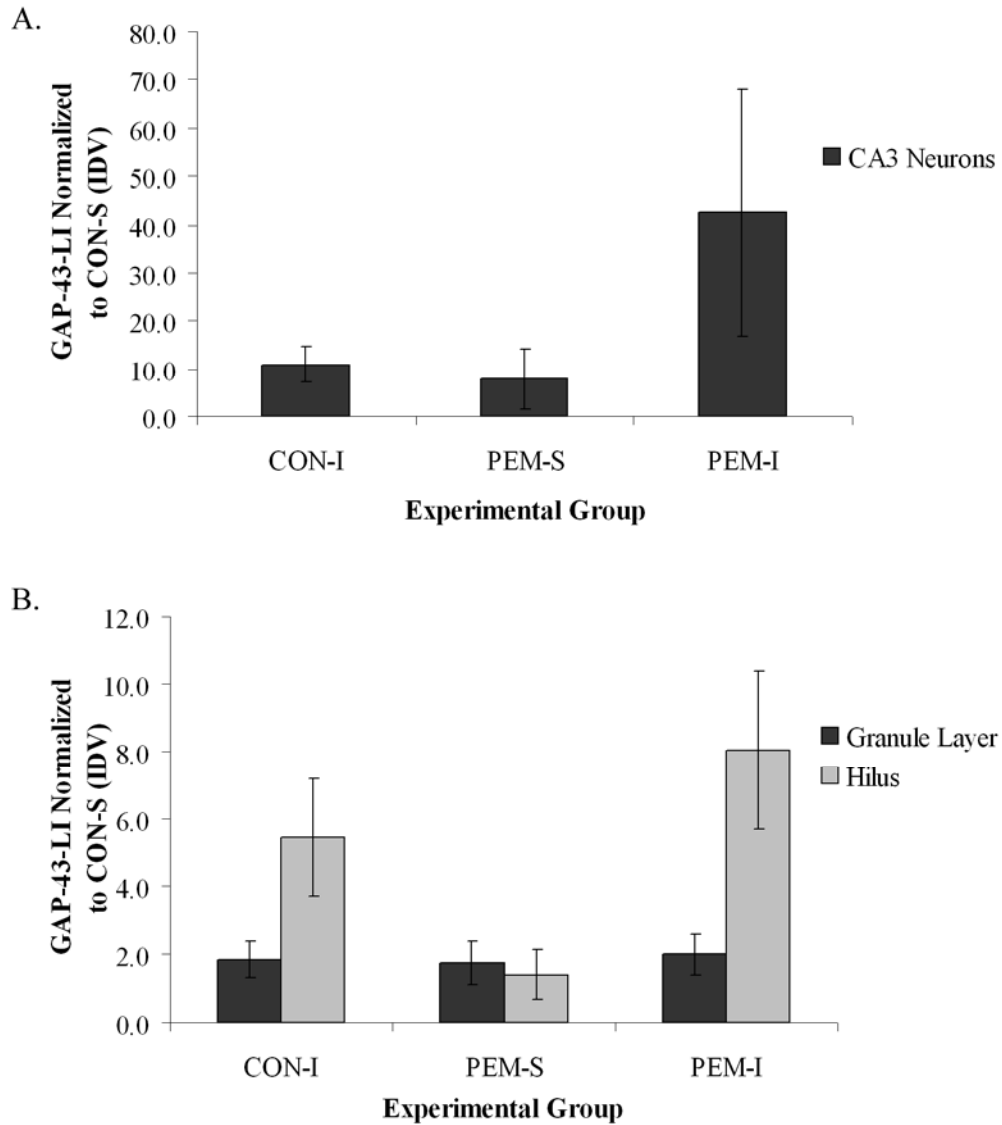 A.
GAP-43-LI Normalized
to CON-S (IDV)
80.0
70.0
60.0
50.0
40.0
30.0
20.0
10.0
0.0
CON-I
PEM-S
PEM-I
Experimental Group
CA3 Neurons
B.
GAP-43-LI Normalized
to CON-S (IDV)
12.0
10.0
8.0
6.0
4.0
2.0
0.0
CON-I
PEM-S
PEM-I
Experimental Group
Granule Layer
Hilus